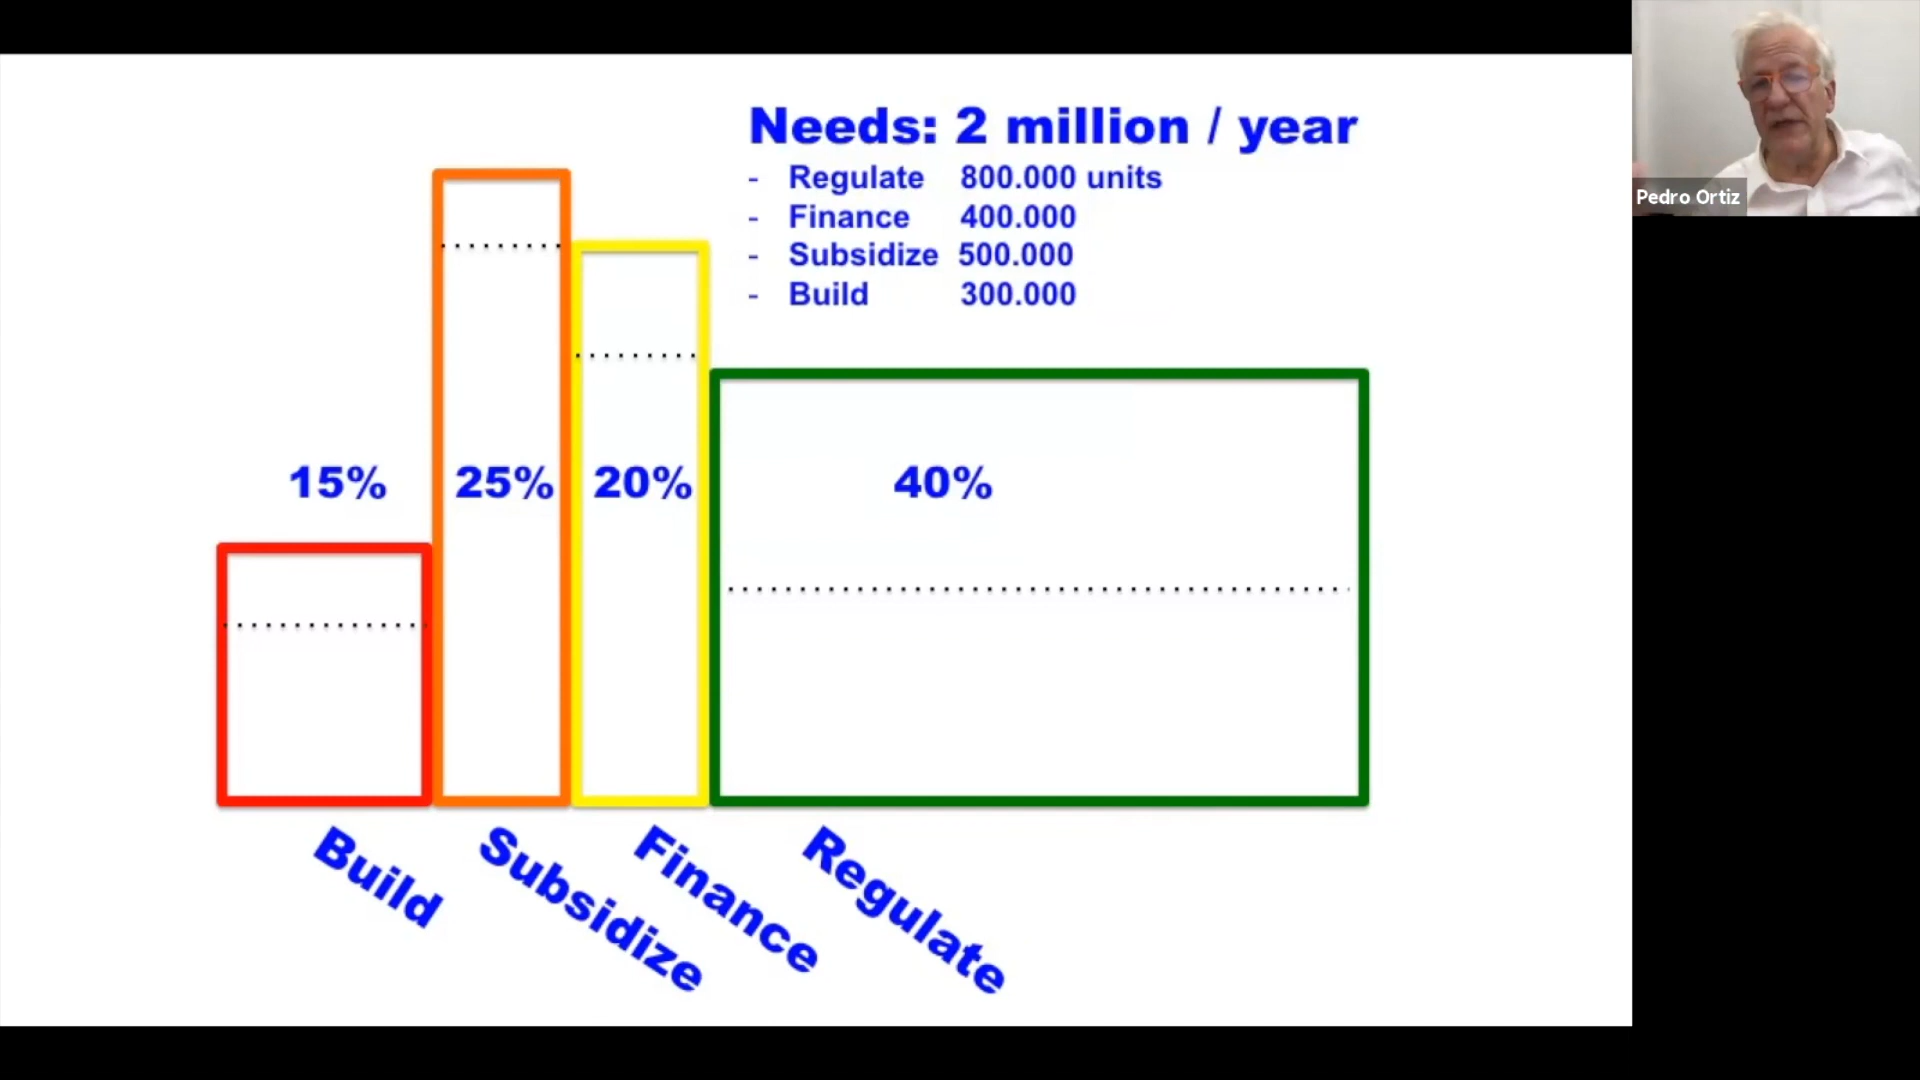 Needs: 2 million / year
- Regulate 800.000 units
- Finance 400.000
- Subsidize 500.000
- Build 300.000
Pedro Ortiz
15% 25% 20% 40%
Build
Subsidize
Finance
Regulate